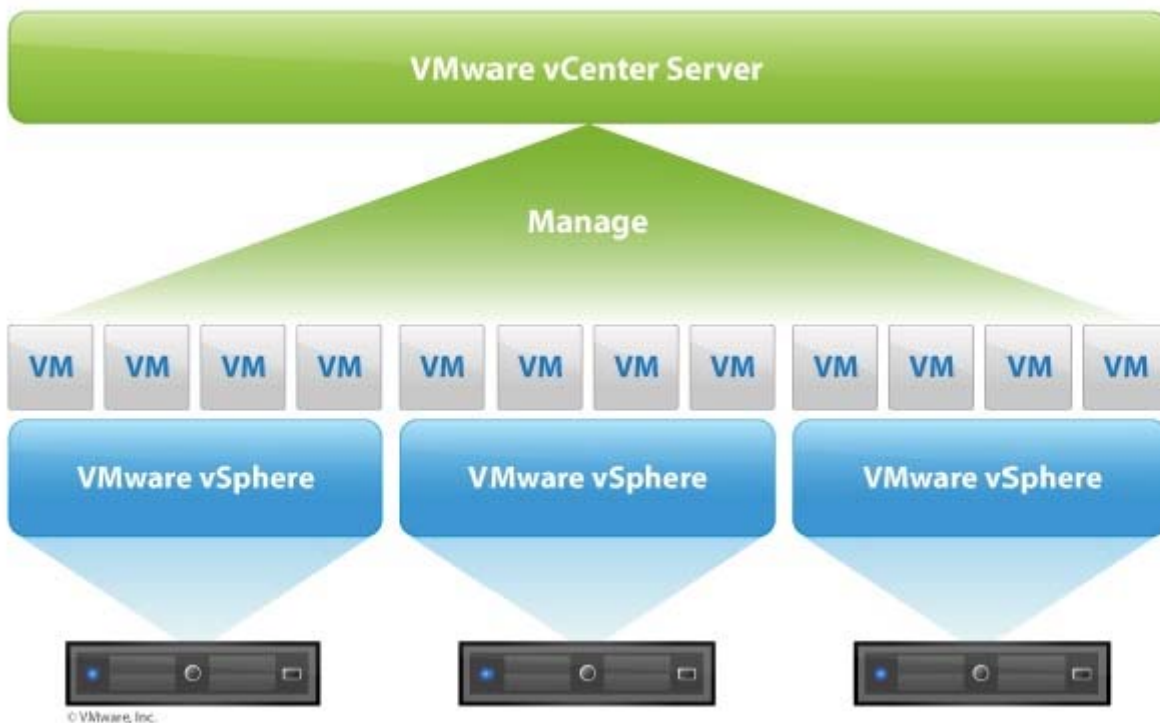 VMware vCenter Server
Manage
VM VM VM VM VM VM VM VM VM VM VM VM
VMware vSphere VMware vSphere VMware vSphere
© VMware, Inc.